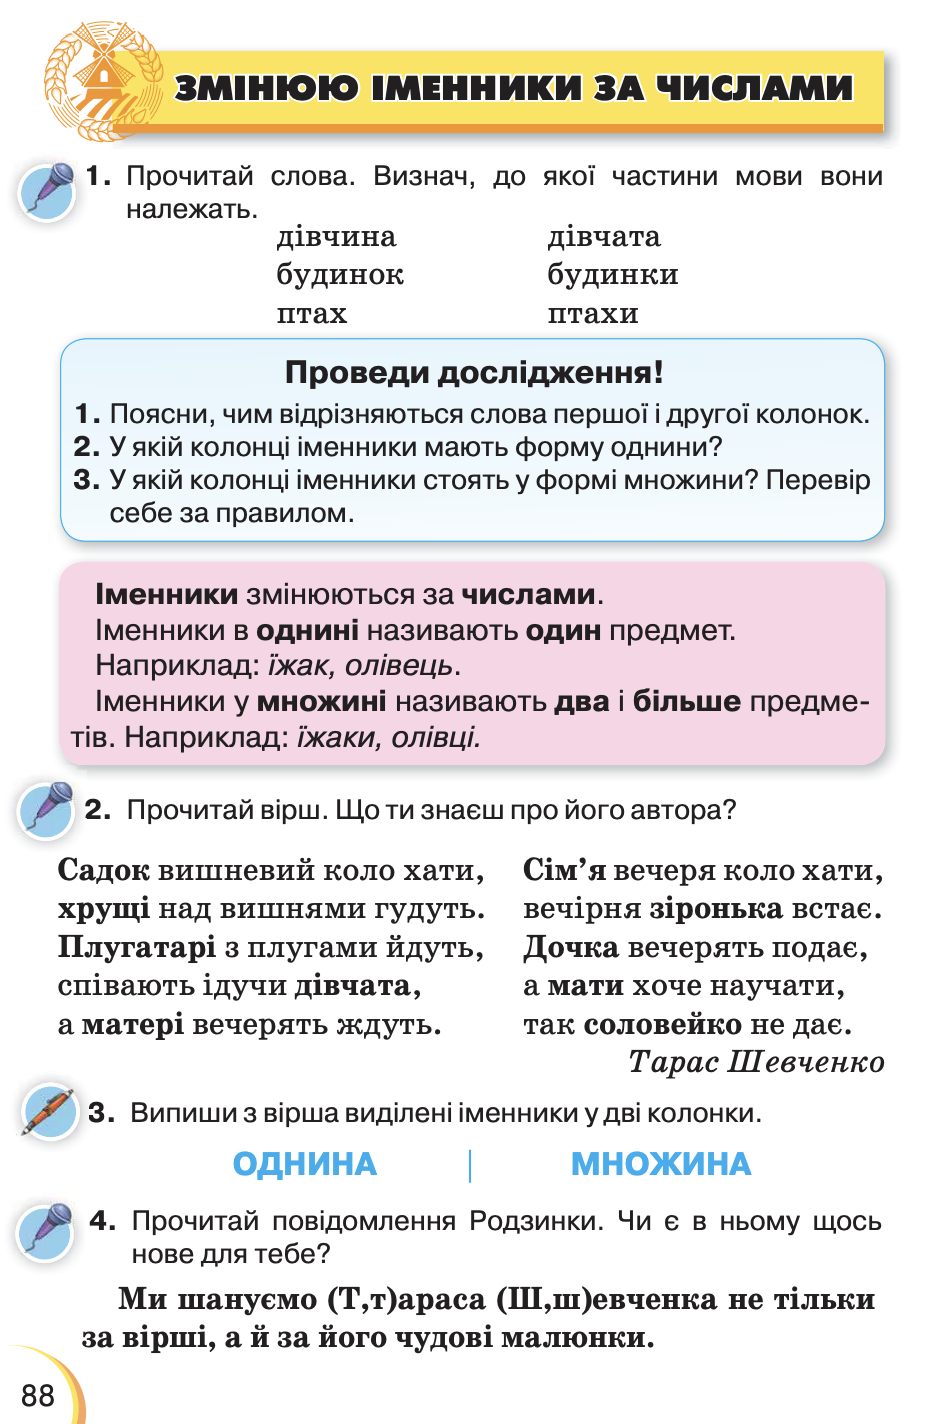 ЗМІНЮЮ ІМЕННИКИ ЗА ЧИСЛАМИ
1. Прочитай слова. Визнач, до якої частини мови вони
належать.
дівчина дівчата
будинок будинки
птах птахи
Проведи дослідження!
1. Поясни, чим відрізняються слова першої і другої колонок.
2. У якій колонці іменники мають форму однини?
3. У якій колонці іменники стоять у формі множини? Перевір
себе за правилом.
Іменники змінюються за числами.
Іменники в однині називають один предмет.
Наприклад: їжак, олівець.
Іменники у множині називають два і більше предме-
тів. Наприклад: їжаки, олівці.
2. Прочитай вірш. Що ти знаєш про його автора?
Садок вишневий коло хати,
хрущі над вишнями гудуть.
Плугатарі з плугами йдуть,
співають ідучи дівчата,
а матері вечерять ждуть.
Сім’я вечеря коло хати,
вечірня зіронька встає.
Дочка вечерять подає,
а мати хоче научати,
так соловейко не дає.
Тарас Шевченко
3. Випиши з вірша виділені іменники у дві колонки.
ОДНИНА | МНОЖИНА
4. Прочитай повідомлення Родзинки. Чи є в ньому щось
нове для тебе?
Ми шануємо (Т,т)араса (Ш,ш)евченка не тільки
за вірші, а й за його чудові малюнки.
88